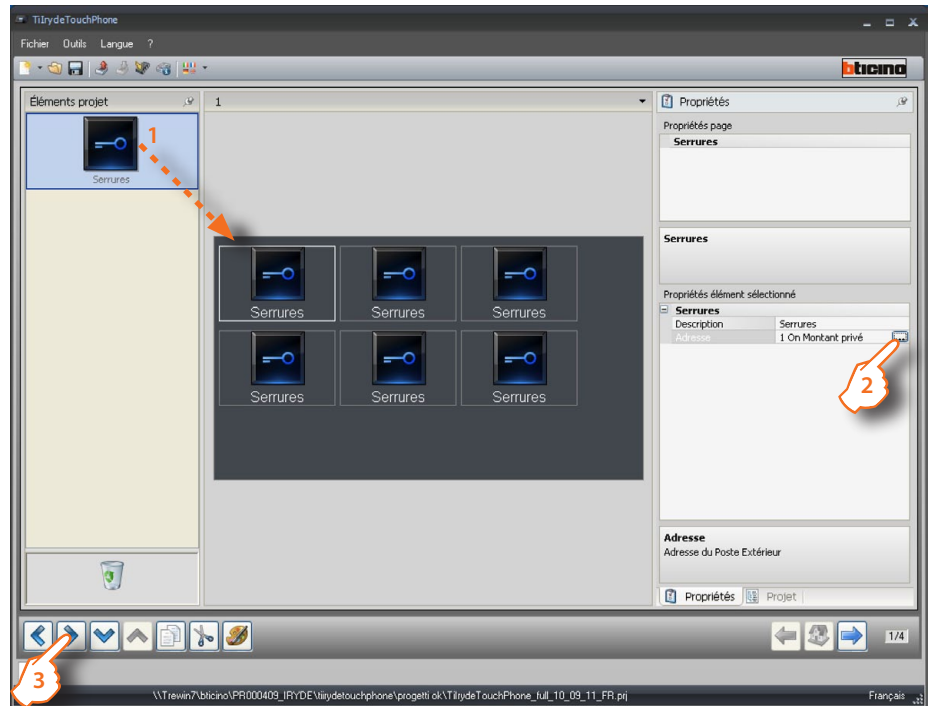 TiIrydeTouchPhone
Fichier Outils Langue ?
bticino
Éléments projet
1
Propriétés
1
Serrures
Propriétés page
Serrures
Serrures
Serrures Serrures Serrures
Serrures Serrures Serrures
Propriétés élément sélectionné
Serrures
Description Serrures
Adresse 1 On Montant privé ...
2
Adresse
Adresse du Poste Extérieur
Propriétés Projet
1/4
3
\\Trewin7\bticino\PR000409_IRYDE\tiirydetouchphone\progetti ok\TiIrydeTouchPhone_full_10_09_11_FR.prj
Français